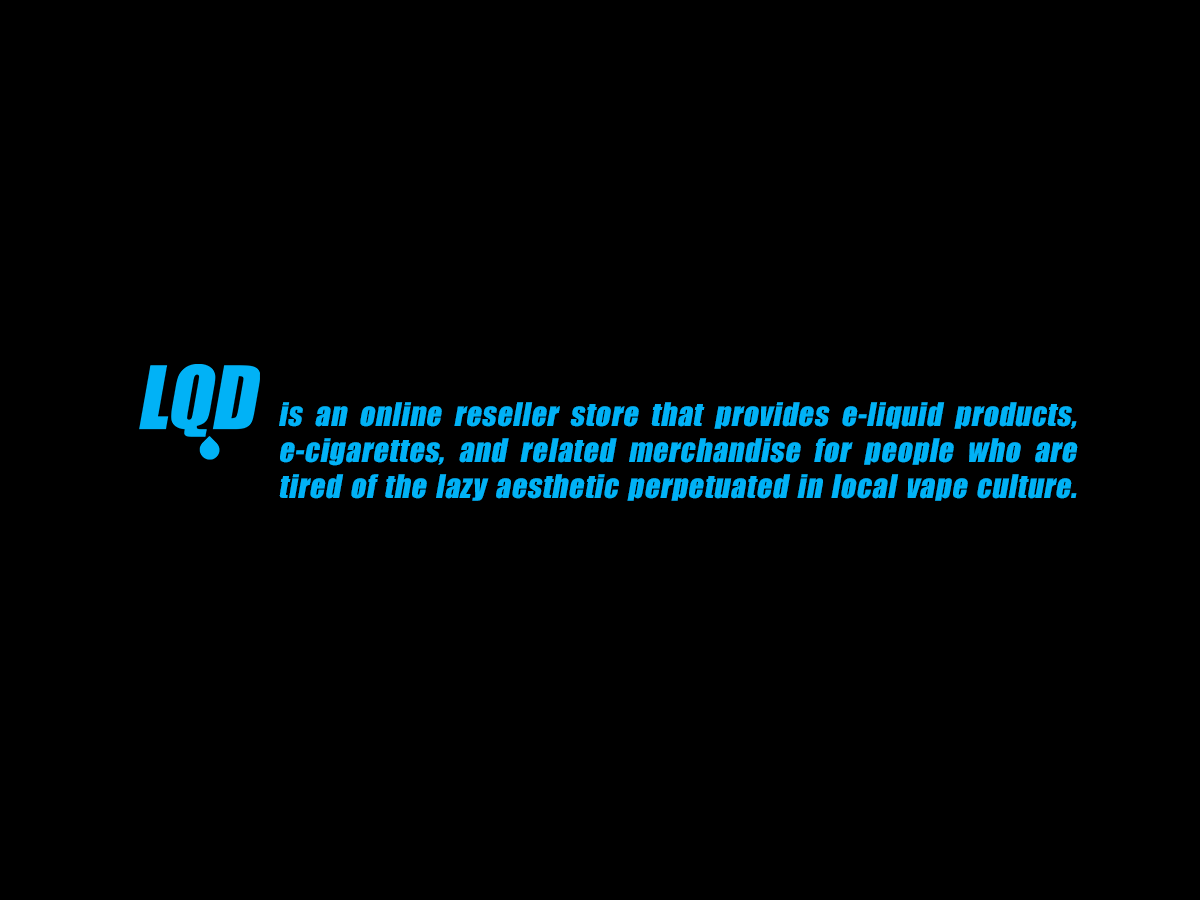 LQD
is an online reseller store that provides e-liquid products,
e-cigarettes, and related merchandise for people who are
tired of the lazy aesthetic perpetuated in local vape culture.